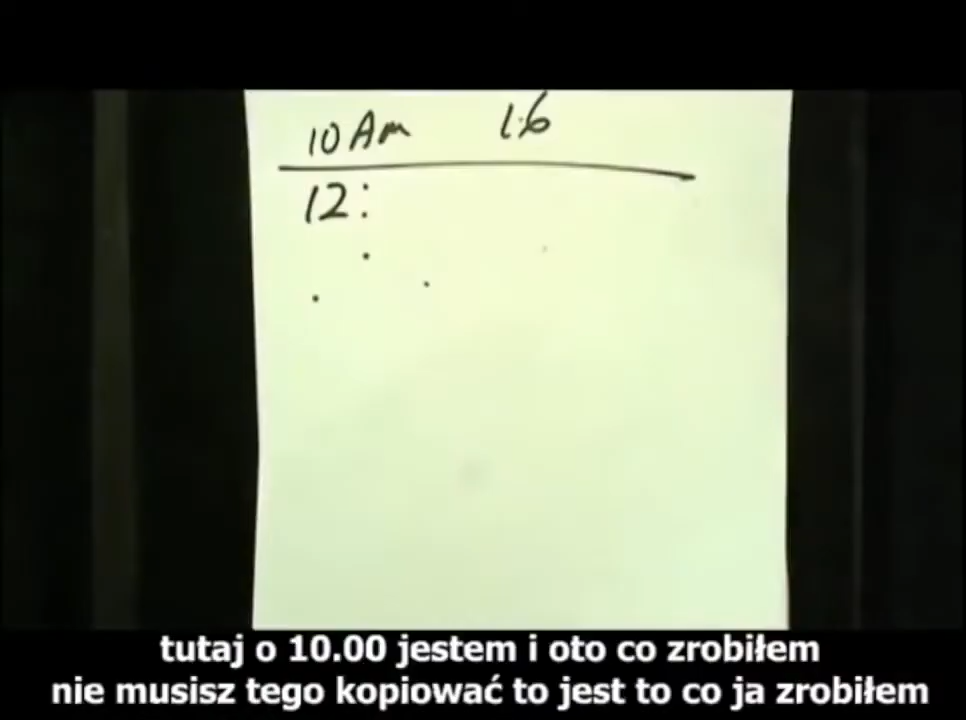 10 Am 1:6
12:
tutaj o 10.00 jestem i oto co zrobiłem
nie musisz tego kopiować to jest to co ja zrobiłem